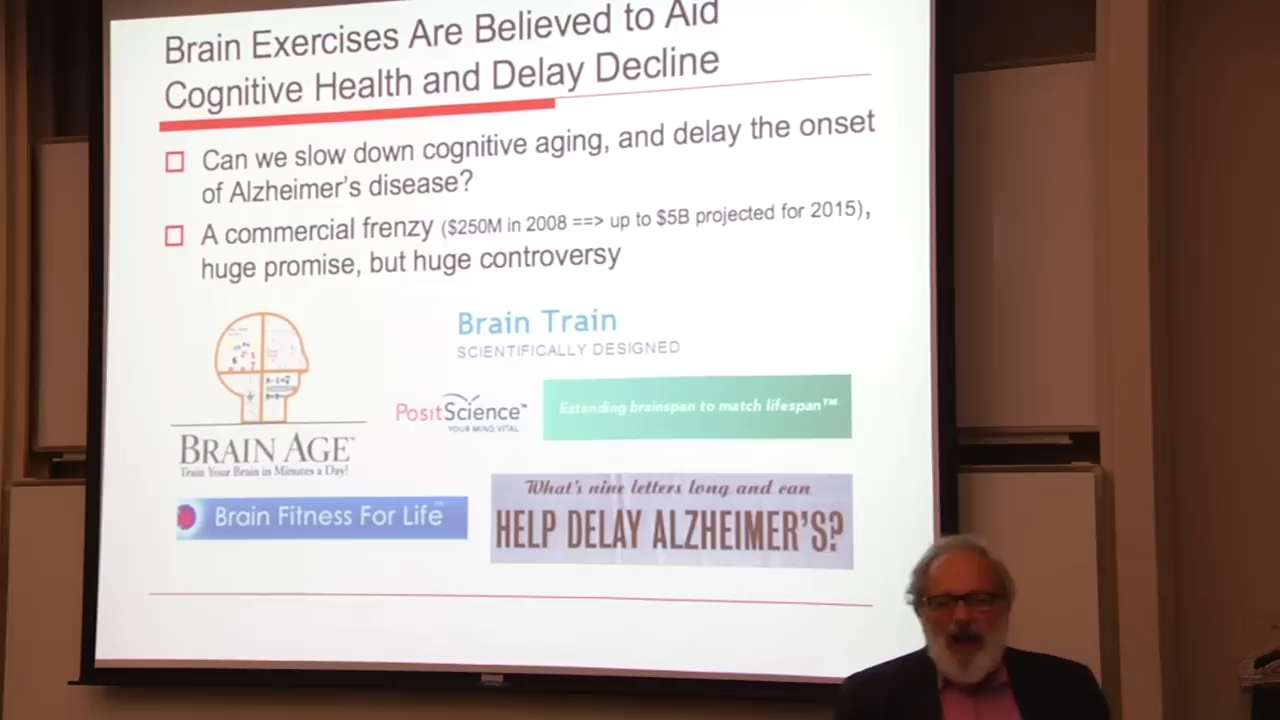 Brain Exercises Are Believed to Aid
Cognitive Health and Delay Decline
Can we slow down cognitive aging, and delay the onset
of Alzheimer's disease?
A commercial frenzy ($250M in 2008 ==> up to $5B projected for 2015),
huge promise, but huge controversy
Brain Train
SCIENTIFICALLY DESIGNED
PositScience™
YOUR MIND VITAL
Extending brainspan to match lifespan™
BRAIN AGE™
Train Your Brain in Minutes a Day!
Brain Fitness For Life™
What's nine letters long and can
HELP DELAY ALZHEIMER'S?